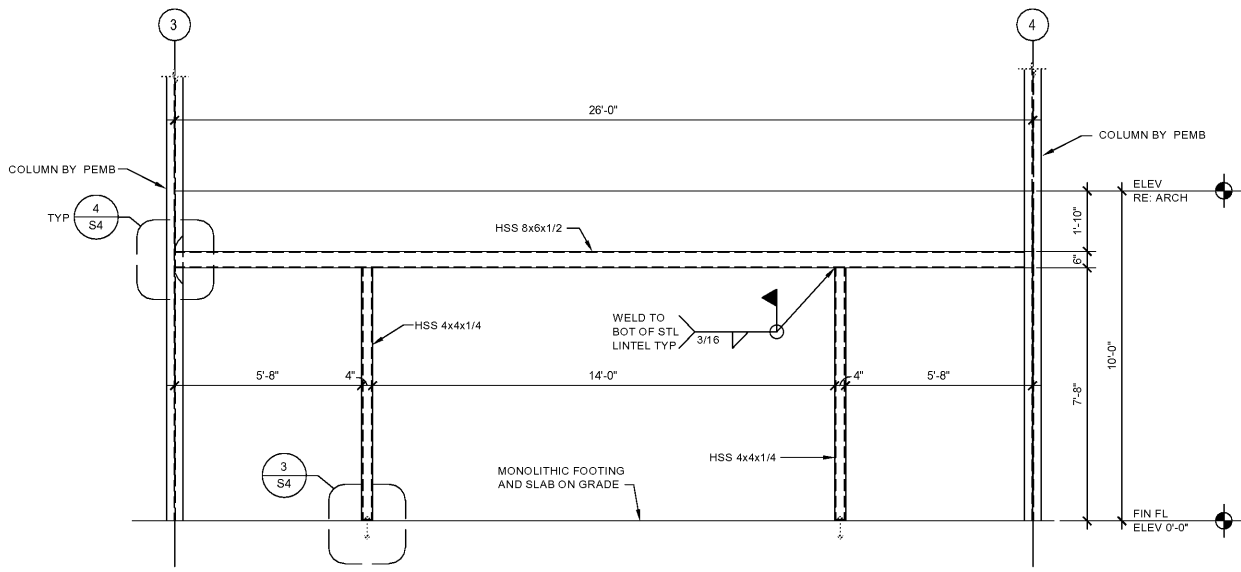 3
4
26'-0"
COLUMN BY PEMB
COLUMN BY PEMB
ELEV
RE: ARCH
4
TYP
S4
HSS 8x6x1/2
1'-10"
6"
HSS 4x4x1/4
WELD TO
BOT OF STL
LINTEL TYP
3/16
10'-0"
5'-8"
4"
14'-0"
4"
5'-8"
7'-8"
3
S4
HSS 4x4x1/4
MONOLITHIC FOOTING
AND SLAB ON GRADE
FIN FL
ELEV 0'-0"